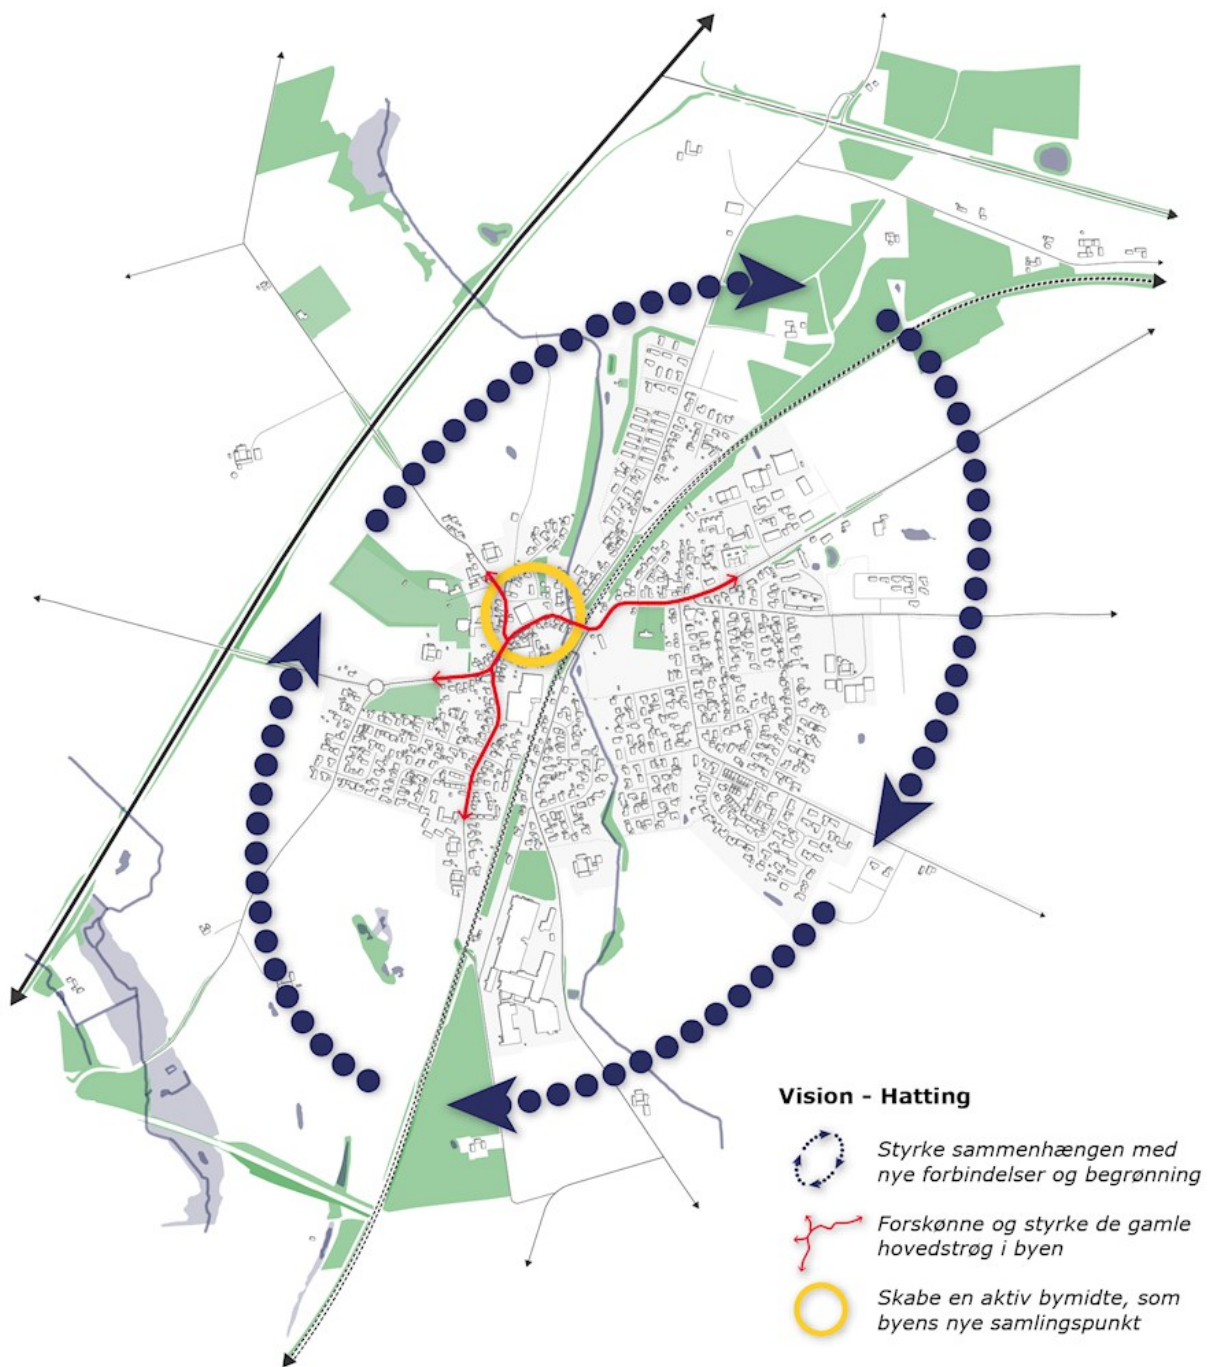 Vision - Hatting
Styrke sammenhængen med
nye forbindelser og begrønning
Forskønne og styrke de gamle
hovedstrøg i byen
Skabe en aktiv bymidte, som
byens nye samlingspunkt